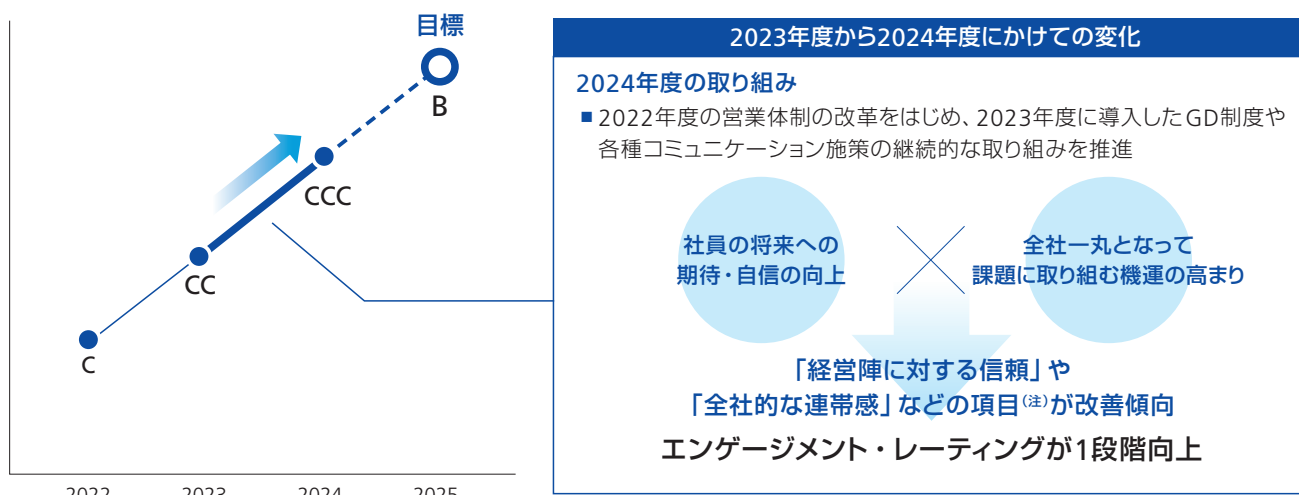 目標
B
CCC
CC
C
2022
2023
2024
2025
2023年度から2024年度にかけての変化
2024年度の取り組み
■ 2022年度の営業体制の改革をはじめ、2023年度に導入したGD制度や
各種コミュニケーション施策の継続的な取り組みを推進
社員の将来への
期待・自信の向上
全社一丸となって
課題に取り組む機運の高まり
「経営陣に対する信頼」や
「全社的な連帯感」などの項目(注)が改善傾向
エンゲージメント・レーティングが1段階向上